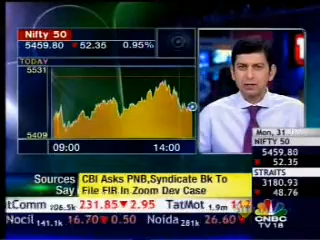 Nifty 50
5459.80 ▼ 52.35 0.95%
TODAY
5531
5409
09:00 14:00
Mon, 31
NIFTY 50
5459.80
▼ 52.35
STRAITS
3180.93
▼ 48.76
Sources Say
CBI Asks PNB,Syndicate Bk To
File FIR In Zoom Dev Case
CNBC
TV 18
atComm 206.5k 231.85▼2.95 TatMot 1.9m
Nocil 141.1k 16.70▼0.50 Noida 281k 26.60▼